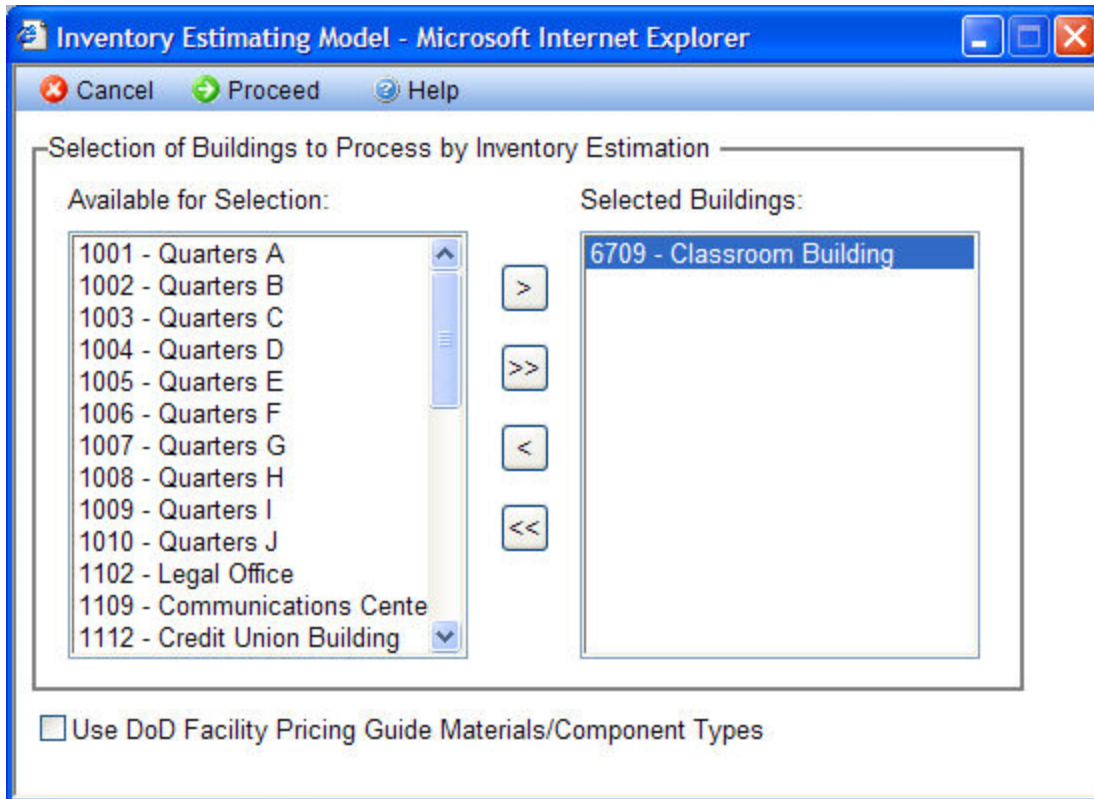 Inventory Estimating Model - Microsoft Internet Explorer
Cancel Proceed Help
Selection of Buildings to Process by Inventory Estimation
Available for Selection:
1001 - Quarters A
1002 - Quarters B
1003 - Quarters C
1004 - Quarters D
1005 - Quarters E
1006 - Quarters F
1007 - Quarters G
1008 - Quarters H
1009 - Quarters I
1010 - Quarters J
1102 - Legal Office
1109 - Communications Cente
1112 - Credit Union Building
>
>>
<
<<
Selected Buildings:
6709 - Classroom Building
Use DoD Facility Pricing Guide Materials/Component Types